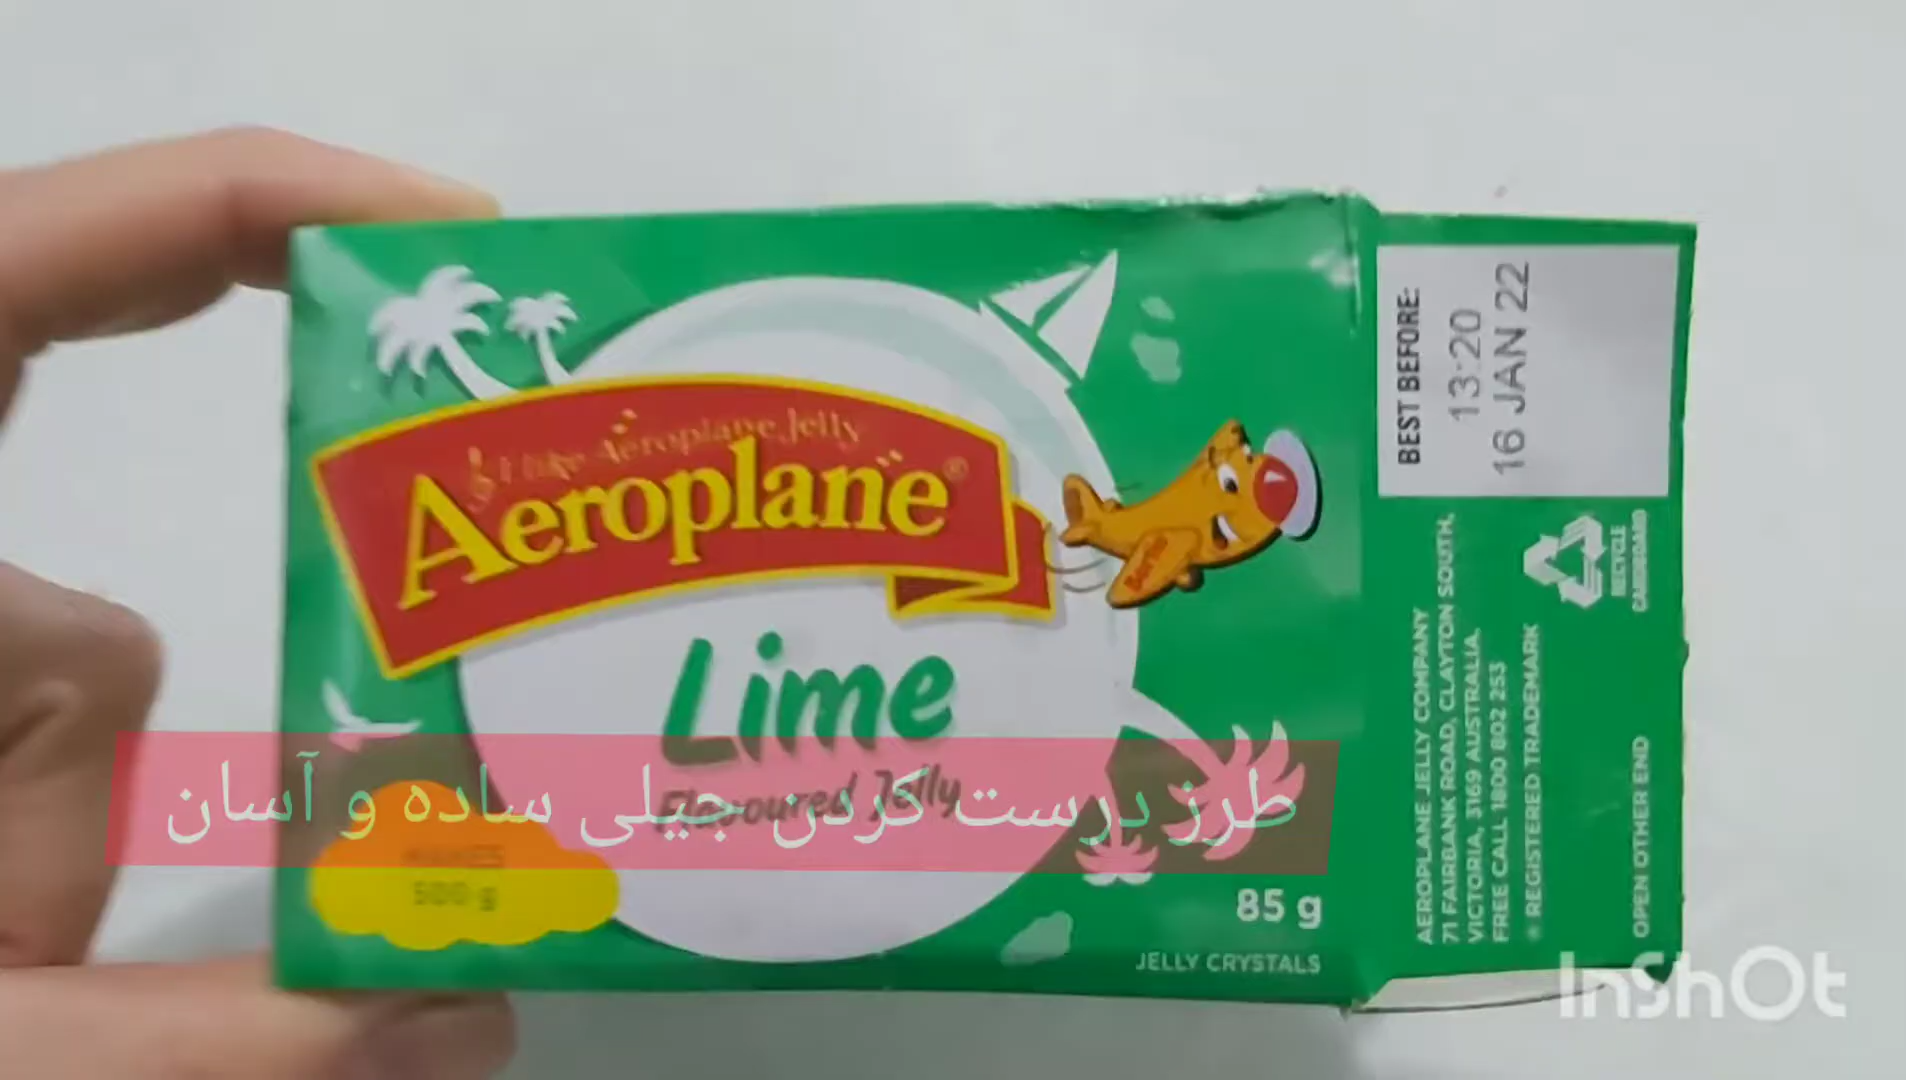 I like Aeroplane Jelly
Aeroplane®
Lime
Flavoured Jelly
طرز درست کردن جیلی ساده و آسان
MAKES
500 g
85 g
JELLY CRYSTALS
BEST BEFORE:
13:20
16 JAN 22
AEROPLANE JELLY COMPANY
71 FAIRBANK ROAD, CLAYTON SOUTH,
VICTORIA, 3169 AUSTRALIA.
FREE CALL 1800 802 253
® REGISTERED TRADEMARK
RECYCLE
CARDBOARD
OPEN OTHER END
InShOt